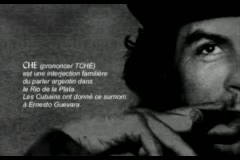 CHE (prononcer TCHÉ)
est une interjection familière
du parler argentin dans
le Rio de la Plata.
Les Cubains ont donné ce surnom
à Ernesto Guevara.